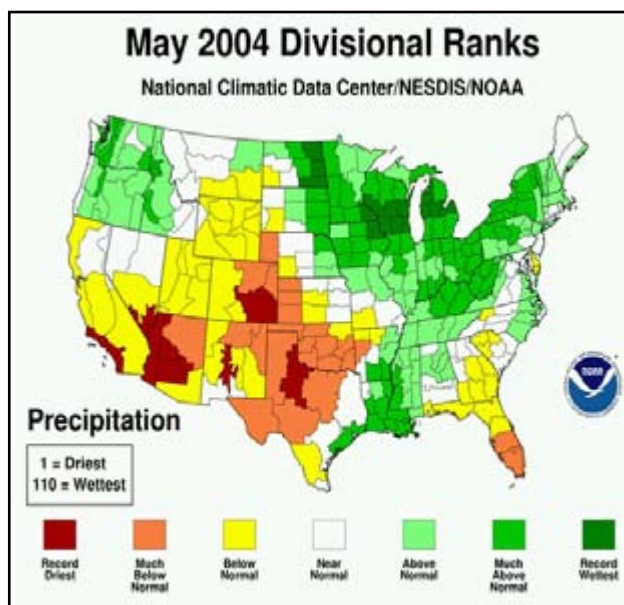 May 2004 Divisional Ranks
National Climatic Data Center/NESDIS/NOAA
noaa
Precipitation
1 = Driest
110 = Wettest
Record
Driest
Much
Below
Normal
Below
Normal
Near
Normal
Above
Normal
Much
Above
Normal
Record
Wettest